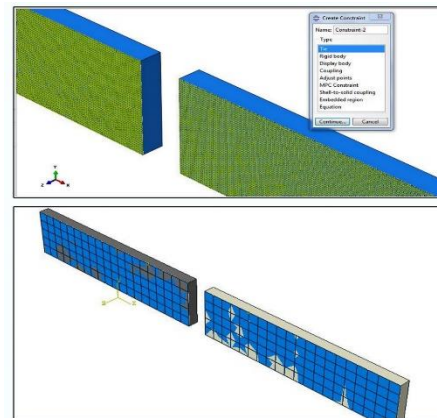 Create Constraint
Name: Constraint-2
Type
Tie
Rigid body
Display body
Coupling
Adjust points
MPC Constraint
Shell-to-solid coupling
Embedded region
Equation
Continue... Cancel
Y
Z X